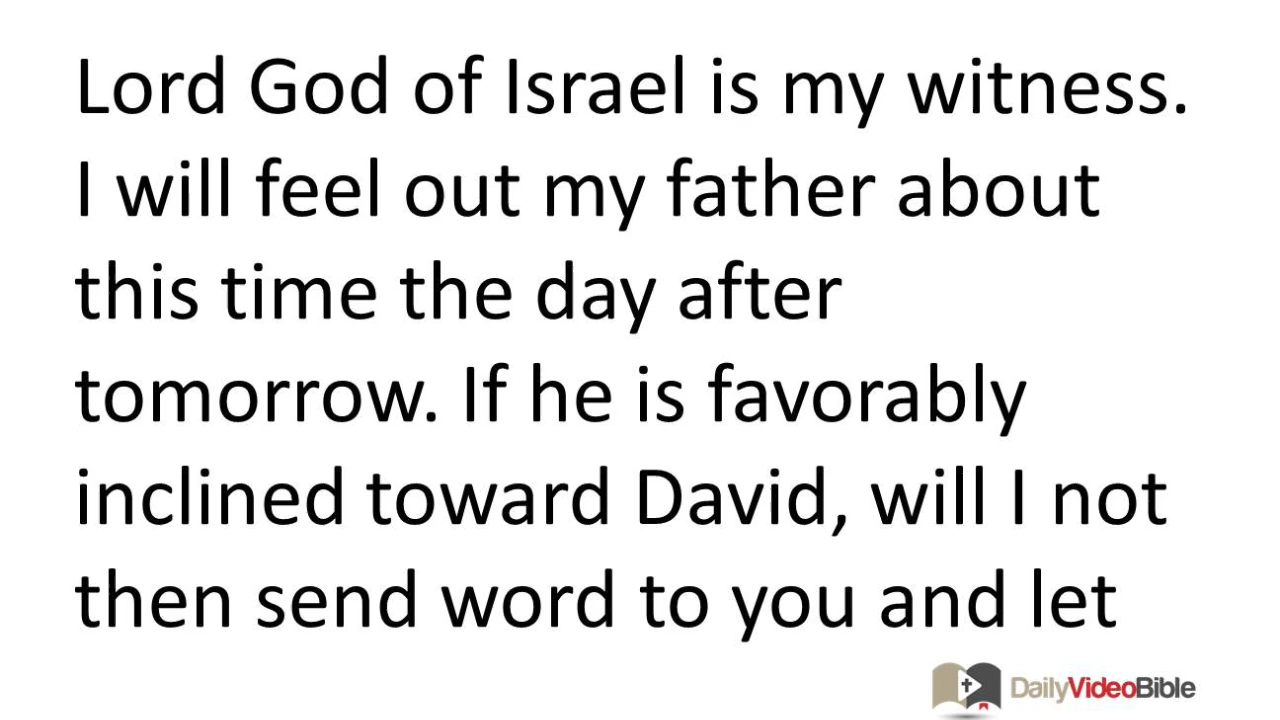 Lord God of Israel is my witness.
I will feel out my father about
this time the day after
tomorrow. If he is favorably
inclined toward David, will I not
then send word to you and let
DailyVideoBible